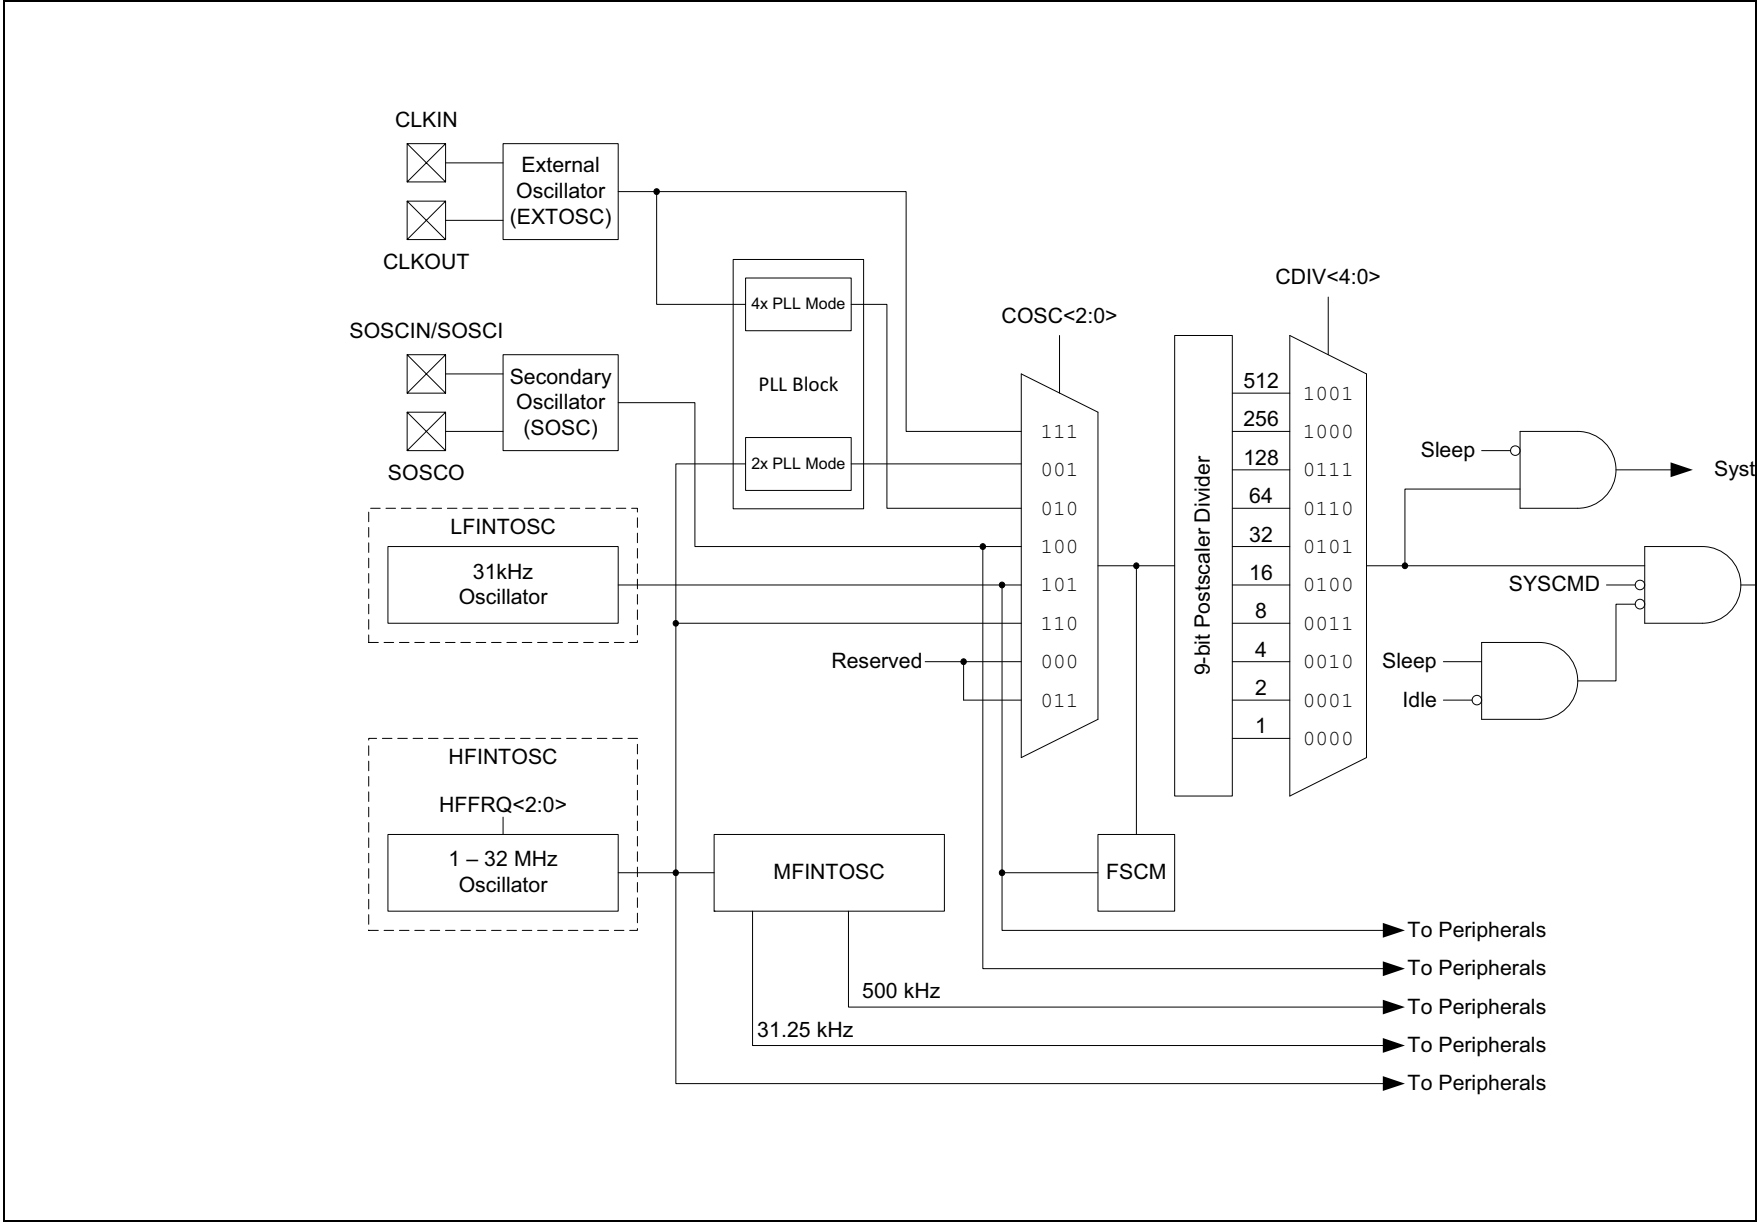 CLKIN
External
Oscillator
(EXTOSC)
CLKOUT
SOSCIN/SOSCI
Secondary
Oscillator
(SOSC)
SOSCO
LFINTOSC
31kHz
Oscillator
HFINTOSC
HFFRQ<2:0>
1 – 32 MHz
Oscillator
4x PLL Mode
PLL Block
2x PLL Mode
Reserved
MFINTOSC
500 kHz
31.25 kHz
COSC<2:0>
111
001
010
100
101
110
000
011
FSCM
9-bit Postscaler Divider
CDIV<4:0>
512 1001
256 1000
128 0111
64 0110
32 0101
16 0100
8 0011
4 0010
2 0001
1 0000
Sleep
Syst
SYSCMD
Sleep
Idle
To Peripherals
To Peripherals
To Peripherals
To Peripherals
To Peripherals